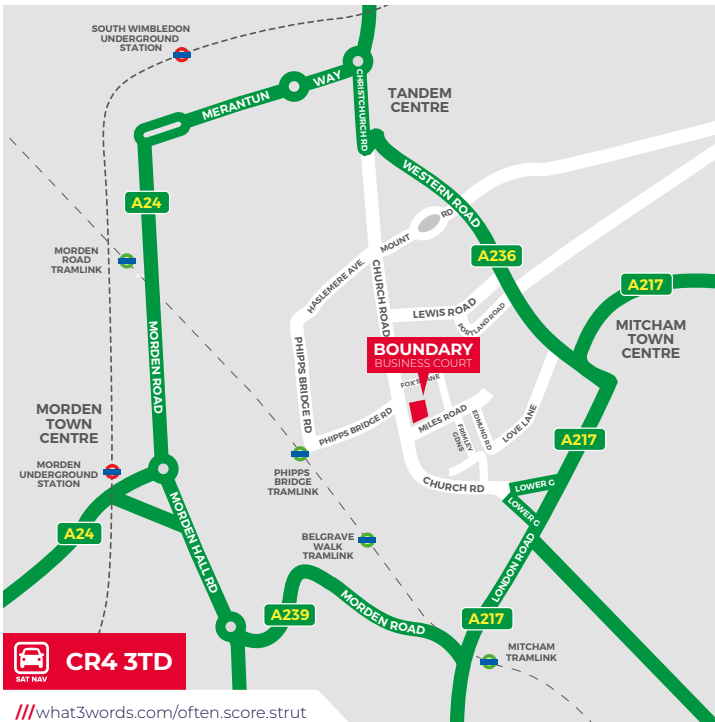 SOUTH WIMBLEDON
UNDERGROUND
STATION
MERANTUN
WAY
CHRISTCHURCH RD
TANDEM
CENTRE
WESTERN ROAD
A24
MORDEN
ROAD
TRAMLINK
HASLEMERE AVE
MOUNT
RD
CHURCH ROAD
A236
A217
LEWIS ROAD
PORTLAND ROAD
MITCHAM
TOWN
CENTRE
MORDEN ROAD
PHIPPS BRIDGE RD
BOUNDARY
BUSINESS COURT
MORDEN
TOWN
CENTRE
PHIPPS BRIDGE RD
MILES ROAD
EDMUND RD
FRIMLEY
GDNS
LOVE LANE
A217
MORDEN
UNDERGROUND
STATION
PHIPPS
BRIDGE
TRAMLINK
CHURCH RD
LOWER G
LOWER G
A24
MORDEN HALL RD
BELGRAVE
WALK
TRAMLINK
LONDON ROAD
A239
MORDEN ROAD
A217
MITCHAM
TRAMLINK
SAT NAV
CR4 3TD
///what3words.com/often.score.strut